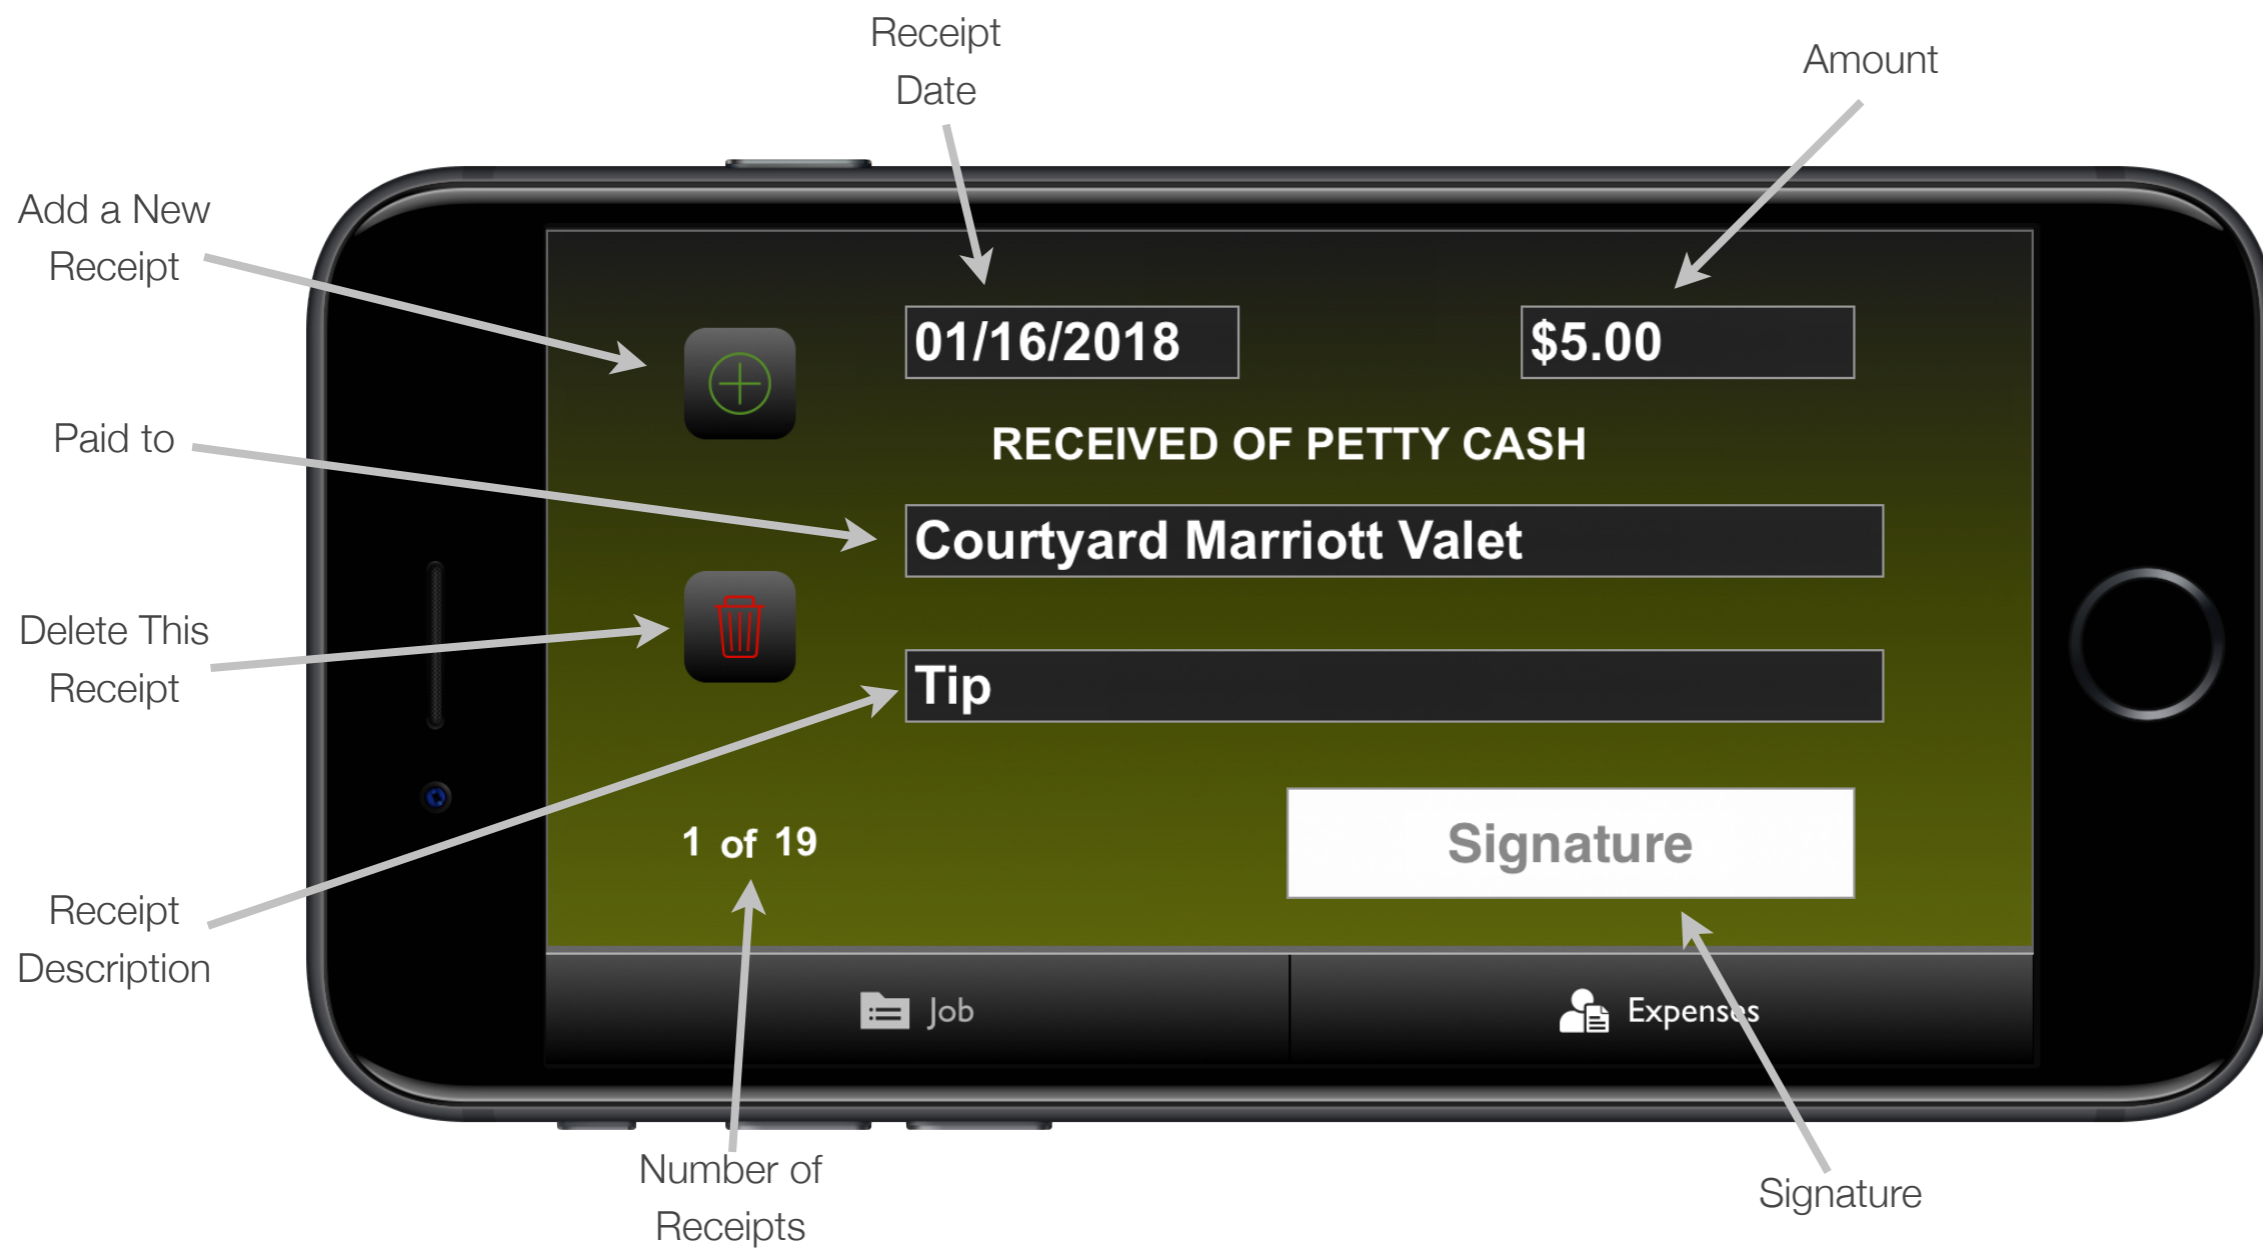 Receipt
Date
Amount
Add a New
Receipt
01/16/2018
$5.00
Paid to
RECEIVED OF PETTY CASH
Courtyard Marriott Valet
Delete This
Receipt
Tip
1 of 19
Signature
Receipt
Description
Job
Expenses
Number of
Receipts
Signature